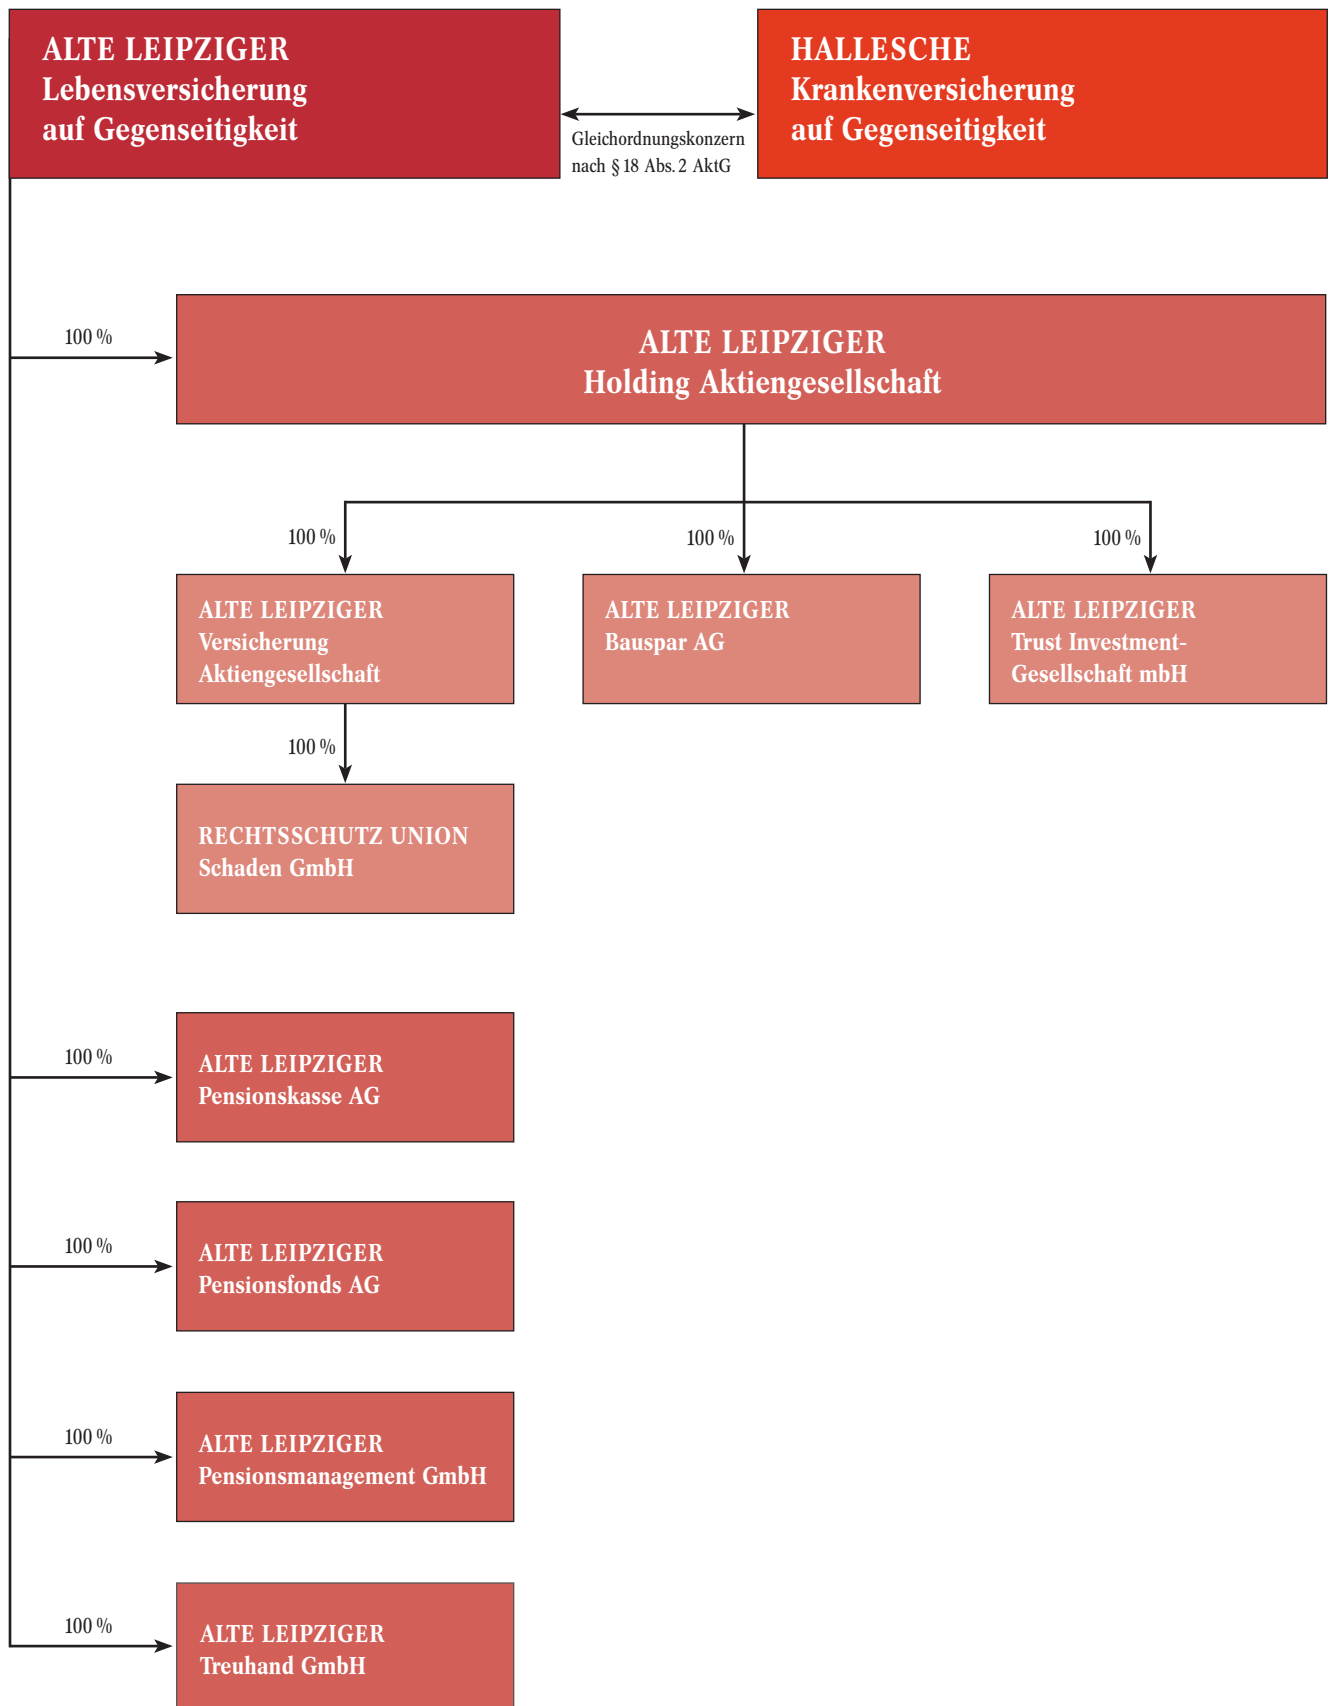 ALTE LEIPZIGER
Lebensversicherung
auf Gegenseitigkeit
Gleichordnungskonzern
nach § 18 Abs. 2 AktG
HALLESCHE
Krankenversicherung
auf Gegenseitigkeit
100 %
ALTE LEIPZIGER
Holding Aktiengesellschaft
100 %
100 %
100 %
ALTE LEIPZIGER
Versicherung
Aktiengesellschaft
ALTE LEIPZIGER
Bauspar AG
ALTE LEIPZIGER
Trust Investment-
Gesellschaft mbH
100 %
RECHTSSCHUTZ UNION
Schaden GmbH
100 %
ALTE LEIPZIGER
Pensionskasse AG
100 %
ALTE LEIPZIGER
Pensionsfonds AG
100 %
ALTE LEIPZIGER
Pensionsmanagement GmbH
100 %
ALTE LEIPZIGER
Treuhand GmbH